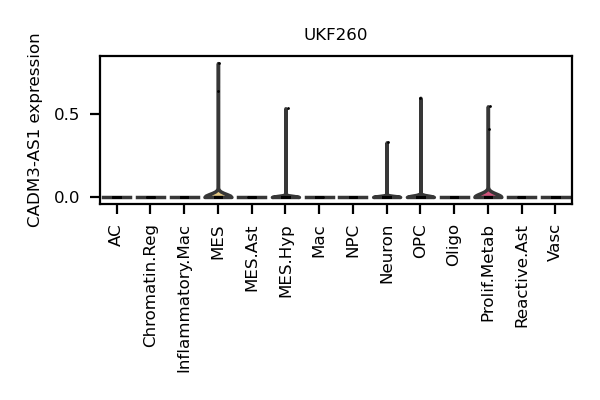 UKF260
CADM3-AS1 expression
0.5
0.0
AC
Chromatin.Reg
Inflammatory.Mac
MES
MES.Ast
MES.Hyp
Mac
NPC
Neuron
OPC
Oligo
Prolif.Metab
Reactive.Ast
Vasc